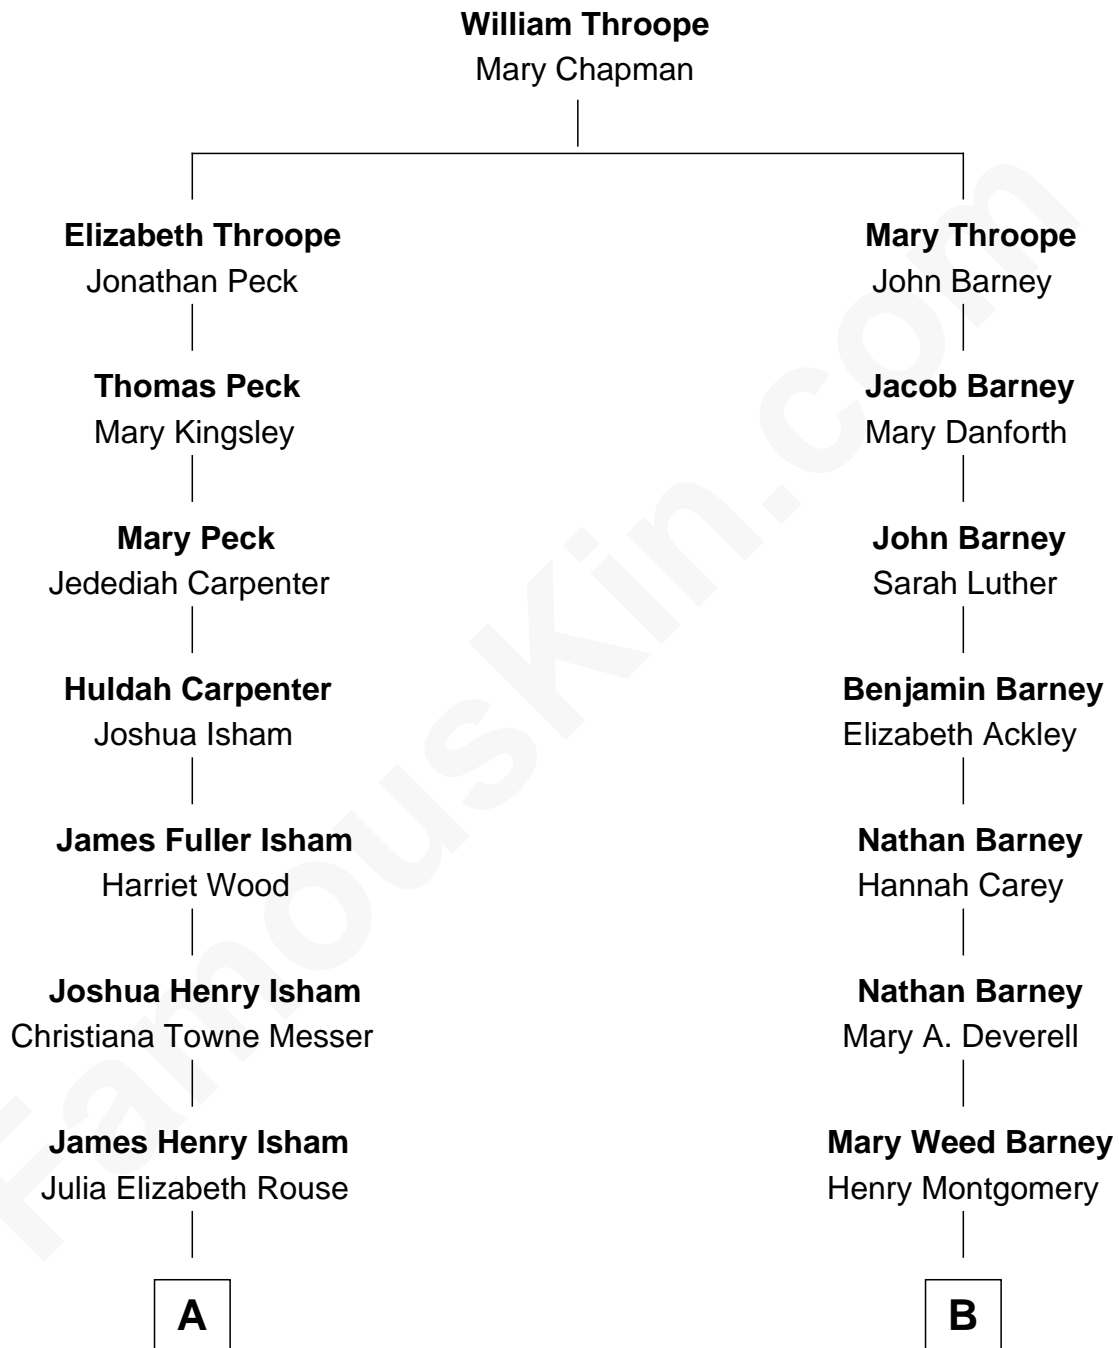 William Throope
Mary Chapman
Elizabeth Throope
Jonathan Peck
Mary Throope
John Barney
Thomas Peck
Mary Kingsley
Jacob Barney
Mary Danforth
Mary Peck
Jedediah Carpenter
John Barney
Sarah Luther
Huldah Carpenter
Joshua Isham
Benjamin Barney
Elizabeth Ackley
James Fuller Isham
Harriet Wood
Nathan Barney
Hannah Carey
Joshua Henry Isham
Christiana Towne Messer
Nathan Barney
Mary A. Deverell
James Henry Isham
Julia Elizabeth Rouse
Mary Weed Barney
Henry Montgomery
A
B
FamousKin.com